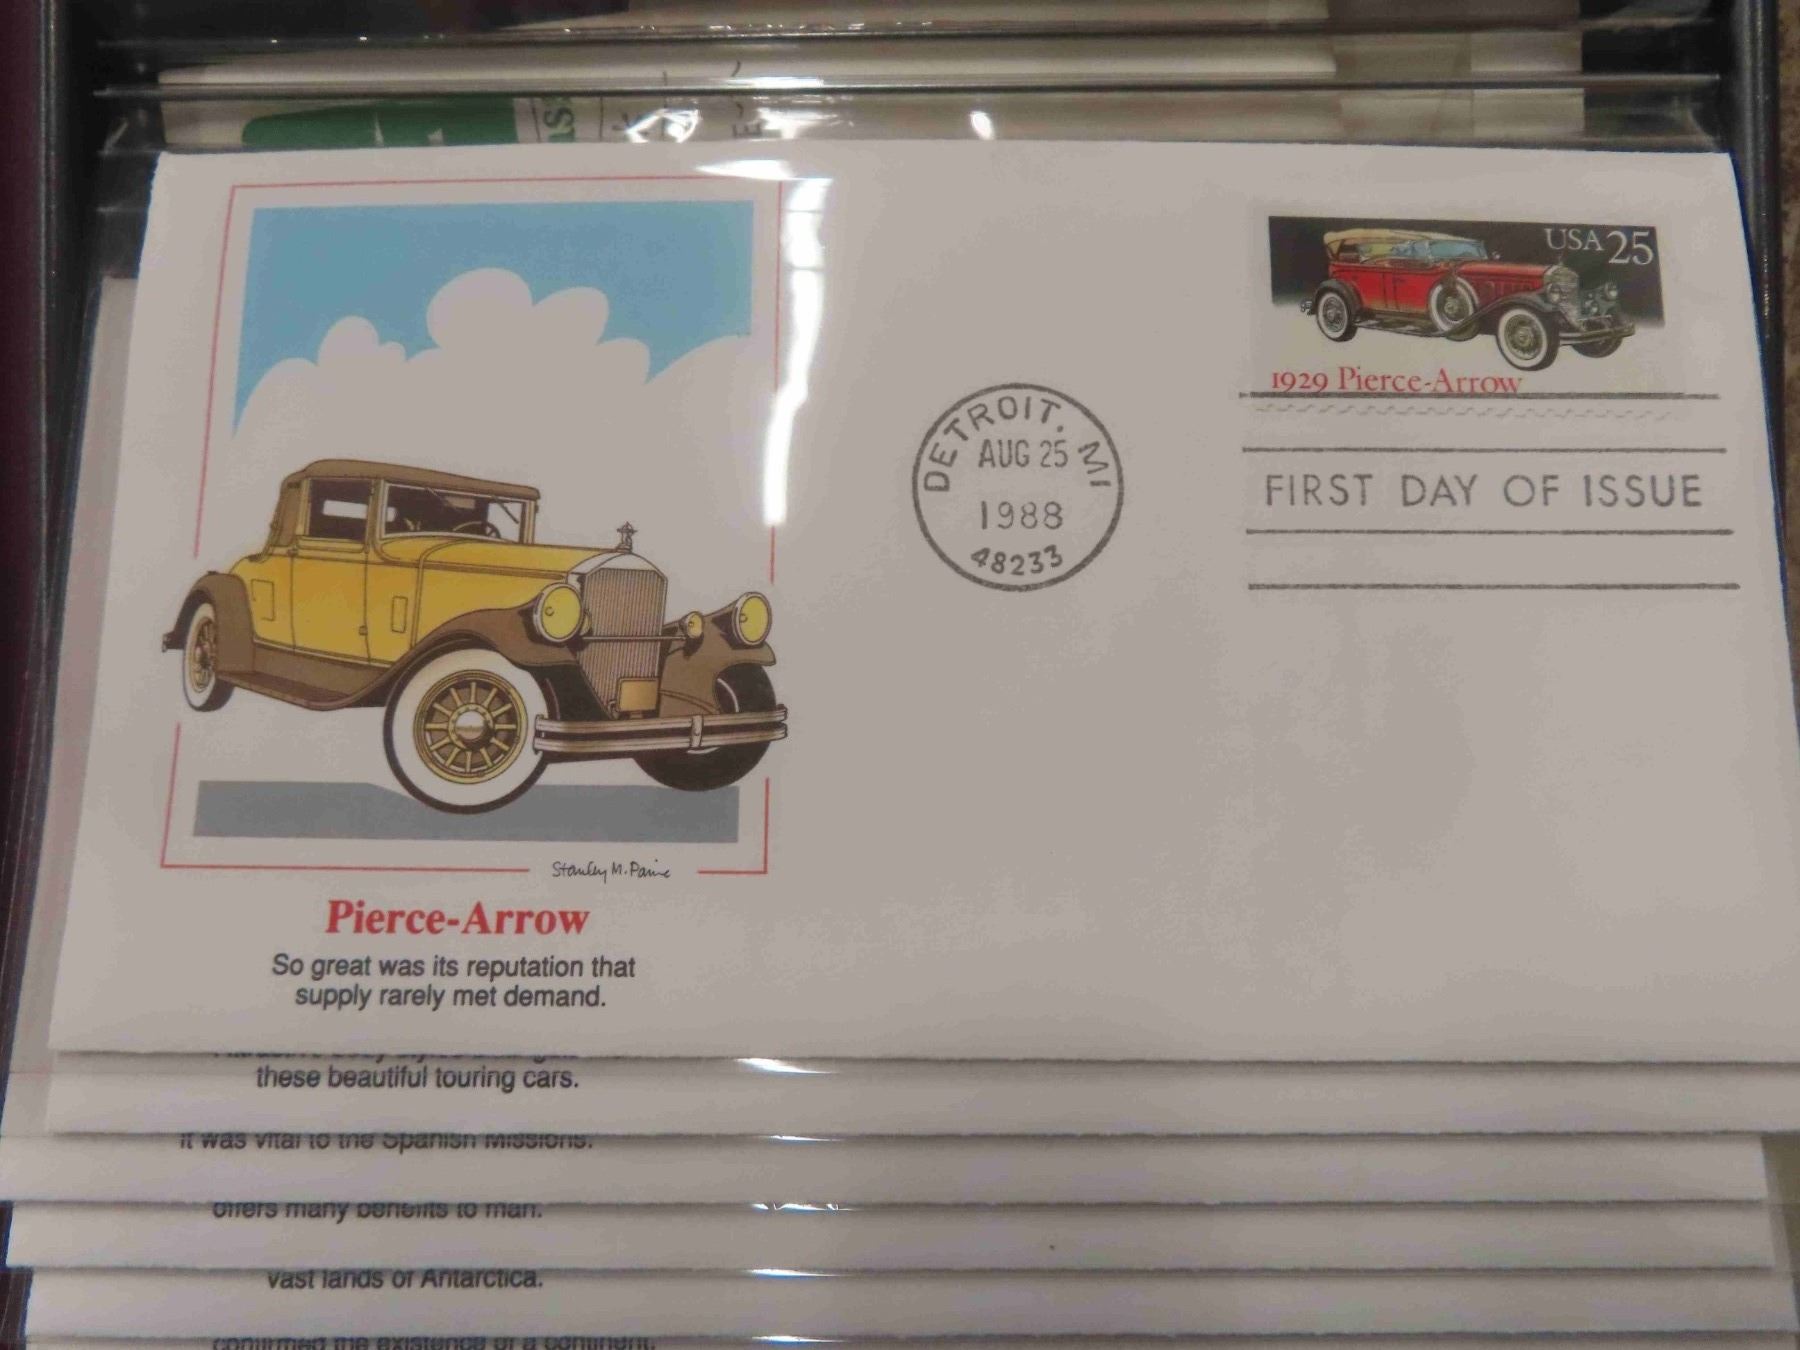 USA 25
1929 Pierce-Arrow
DETROIT, MI
AUG 25
1988
48233
FIRST DAY OF ISSUE
Stanley M. Paine
Pierce-Arrow
So great was its reputation that
supply rarely met demand.
these beautiful touring cars.
it was vital to the Spanish Missions.
offers many benefits to man.
vast lands of Antarctica.
confirmed the existence of a continent.